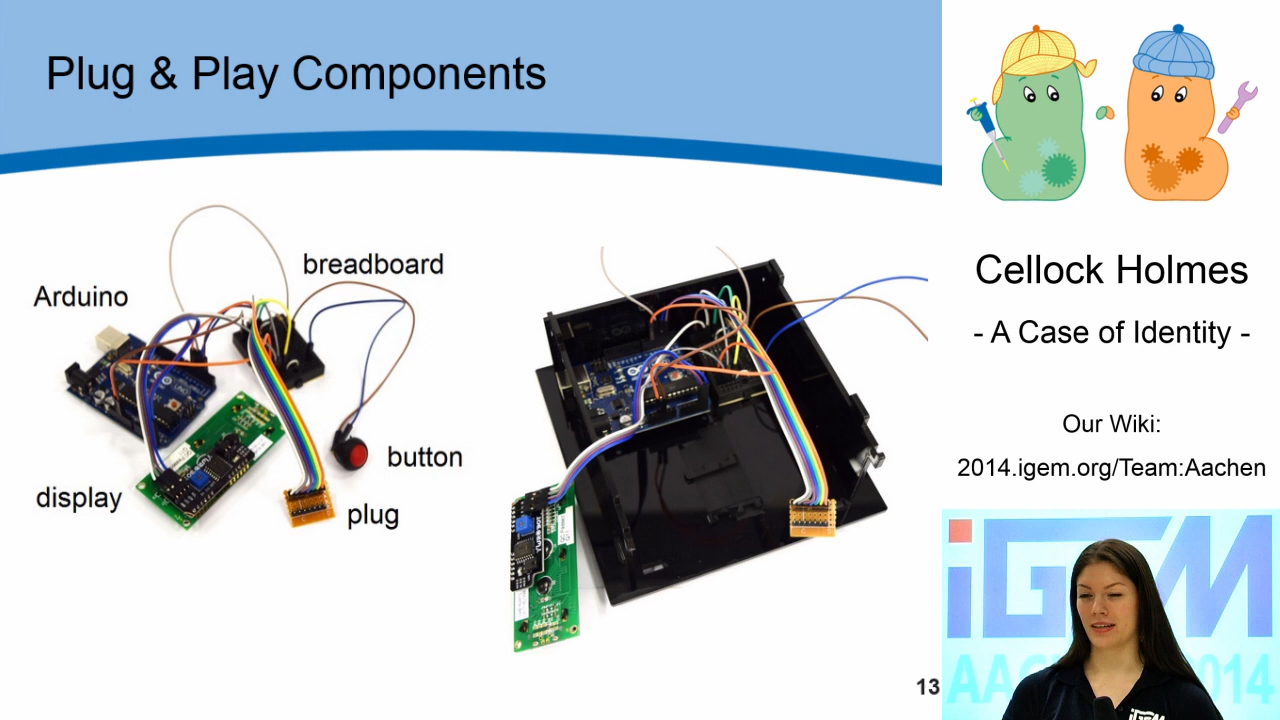 Plug & Play Components
breadboard
Arduino
button
display
plug
13
Cellock Holmes
- A Case of Identity -
Our Wiki:
2014.igem.org/Team:Aachen
iGEM
AACHEN 2014
iGEM